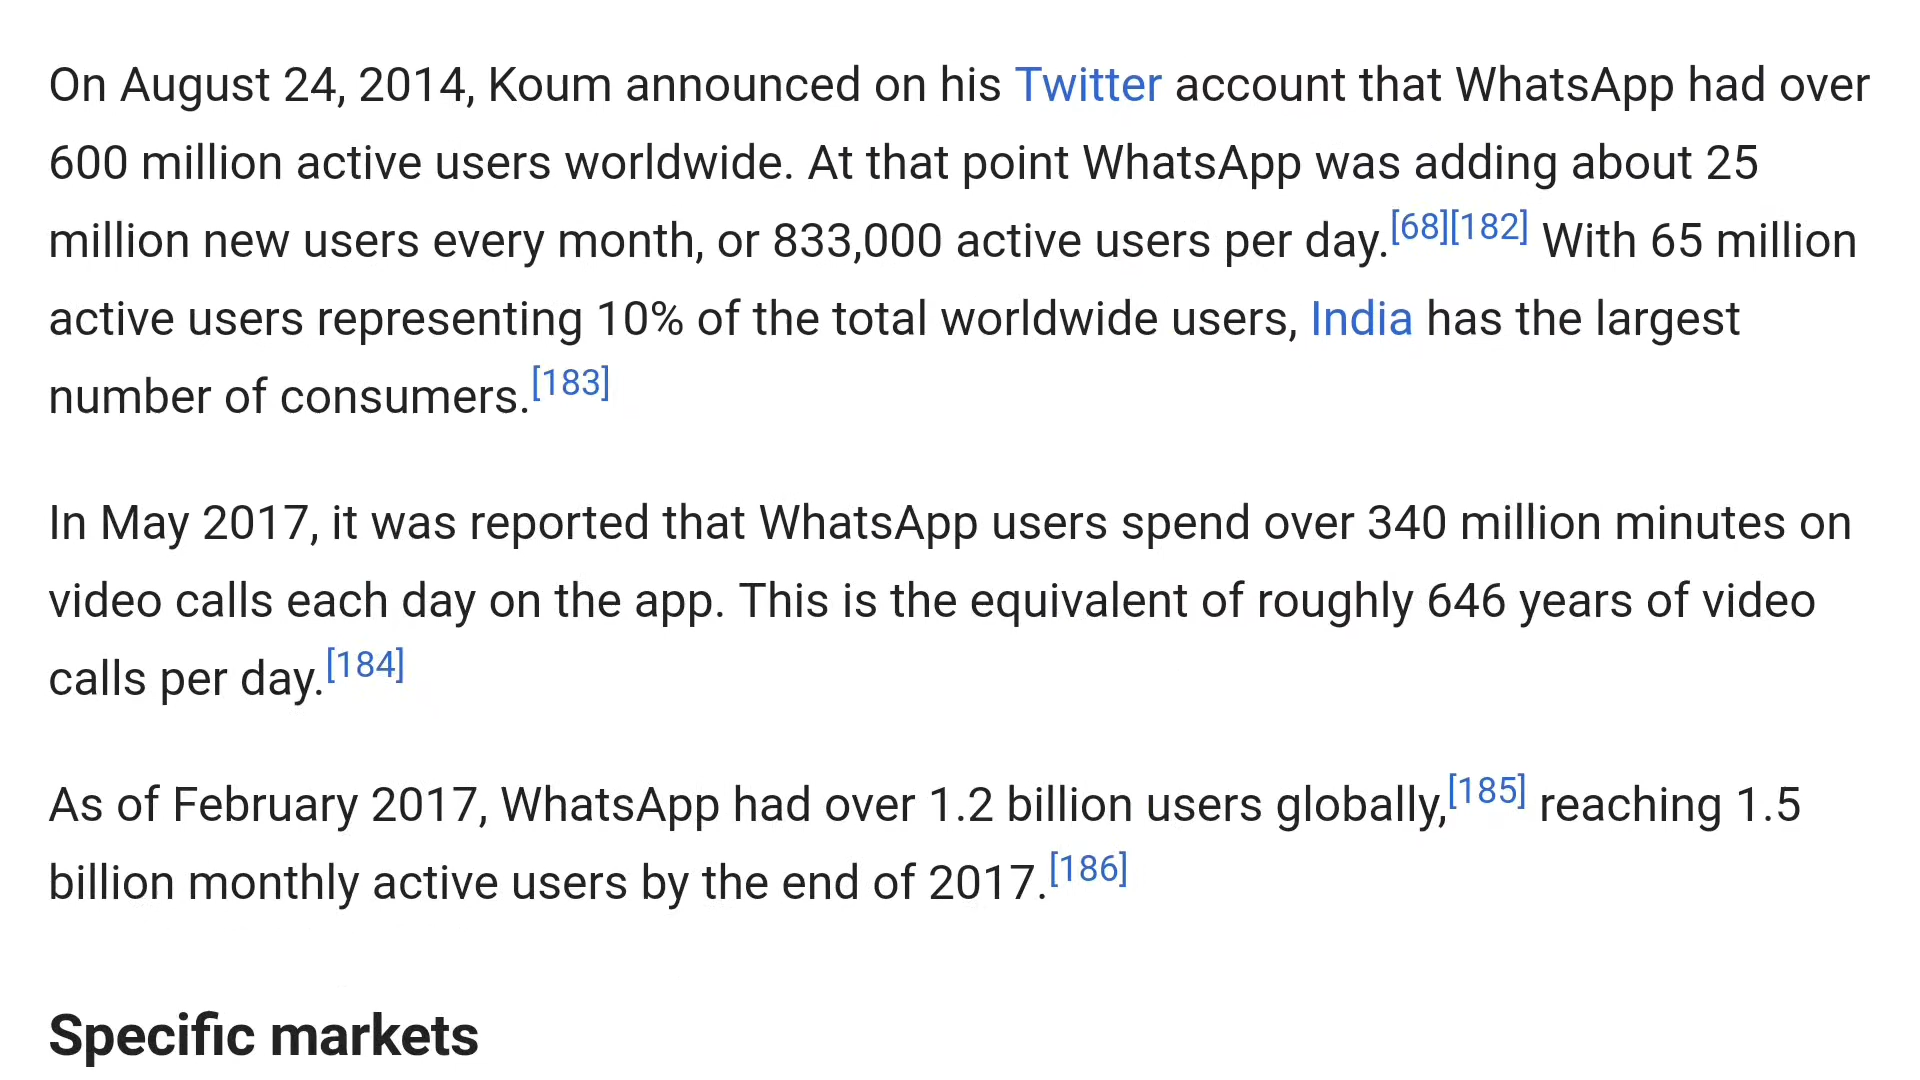 On August 24, 2014, Koum announced on his Twitter account that WhatsApp had over
600 million active users worldwide. At that point WhatsApp was adding about 25
million new users every month, or 833,000 active users per day.[68][182] With 65 million
active users representing 10% of the total worldwide users, India has the largest
number of consumers.[183]
In May 2017, it was reported that WhatsApp users spend over 340 million minutes on
video calls each day on the app. This is the equivalent of roughly 646 years of video
calls per day.[184]
As of February 2017, WhatsApp had over 1.2 billion users globally,[185] reaching 1.5
billion monthly active users by the end of 2017.[186]
Specific markets